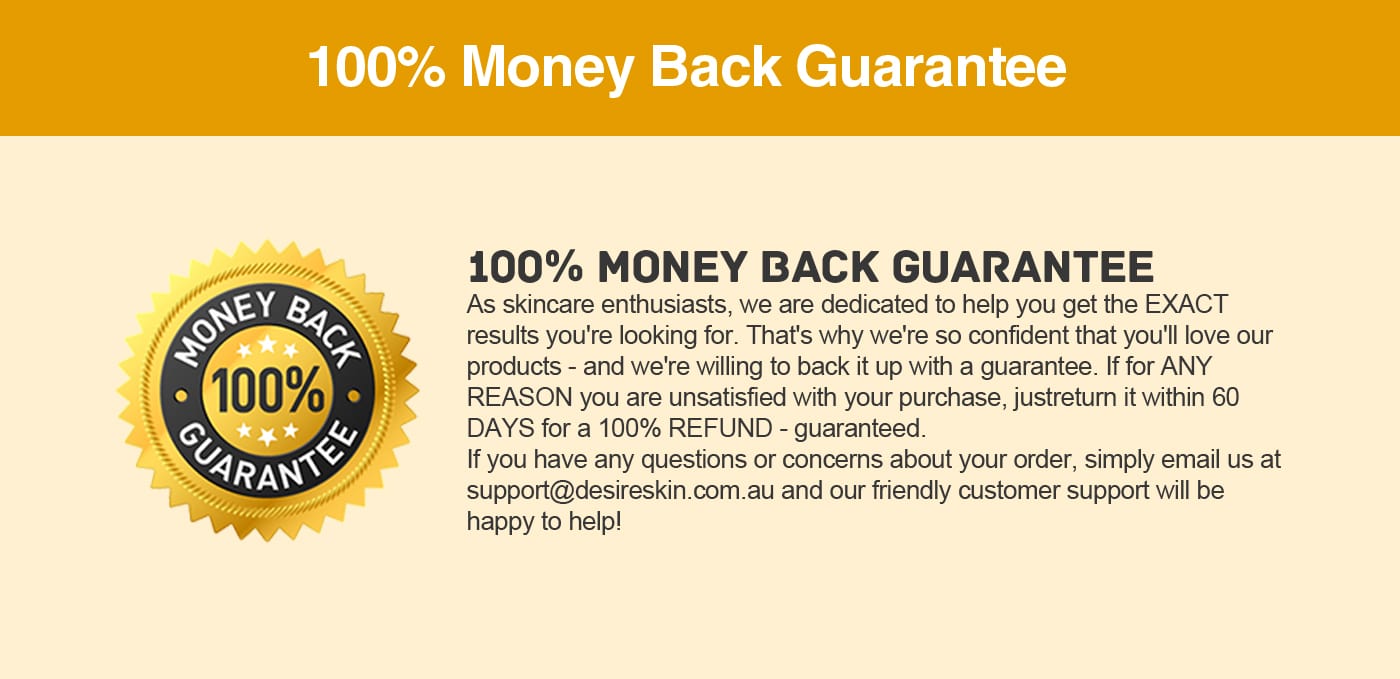 100% Money Back Guarantee
MONEY BACK
100%
GUARANTEE
100% MONEY BACK GUARANTEE
As skincare enthusiasts, we are dedicated to help you get the EXACT
results you're looking for. That's why we're so confident that you'll love our
products - and we're willing to back it up with a guarantee. If for ANY
REASON you are unsatisfied with your purchase, justreturn it within 60
DAYS for a 100% REFUND - guaranteed.
If you have any questions or concerns about your order, simply email us at
support@desireskin.com.au and our friendly customer support will be
happy to help!